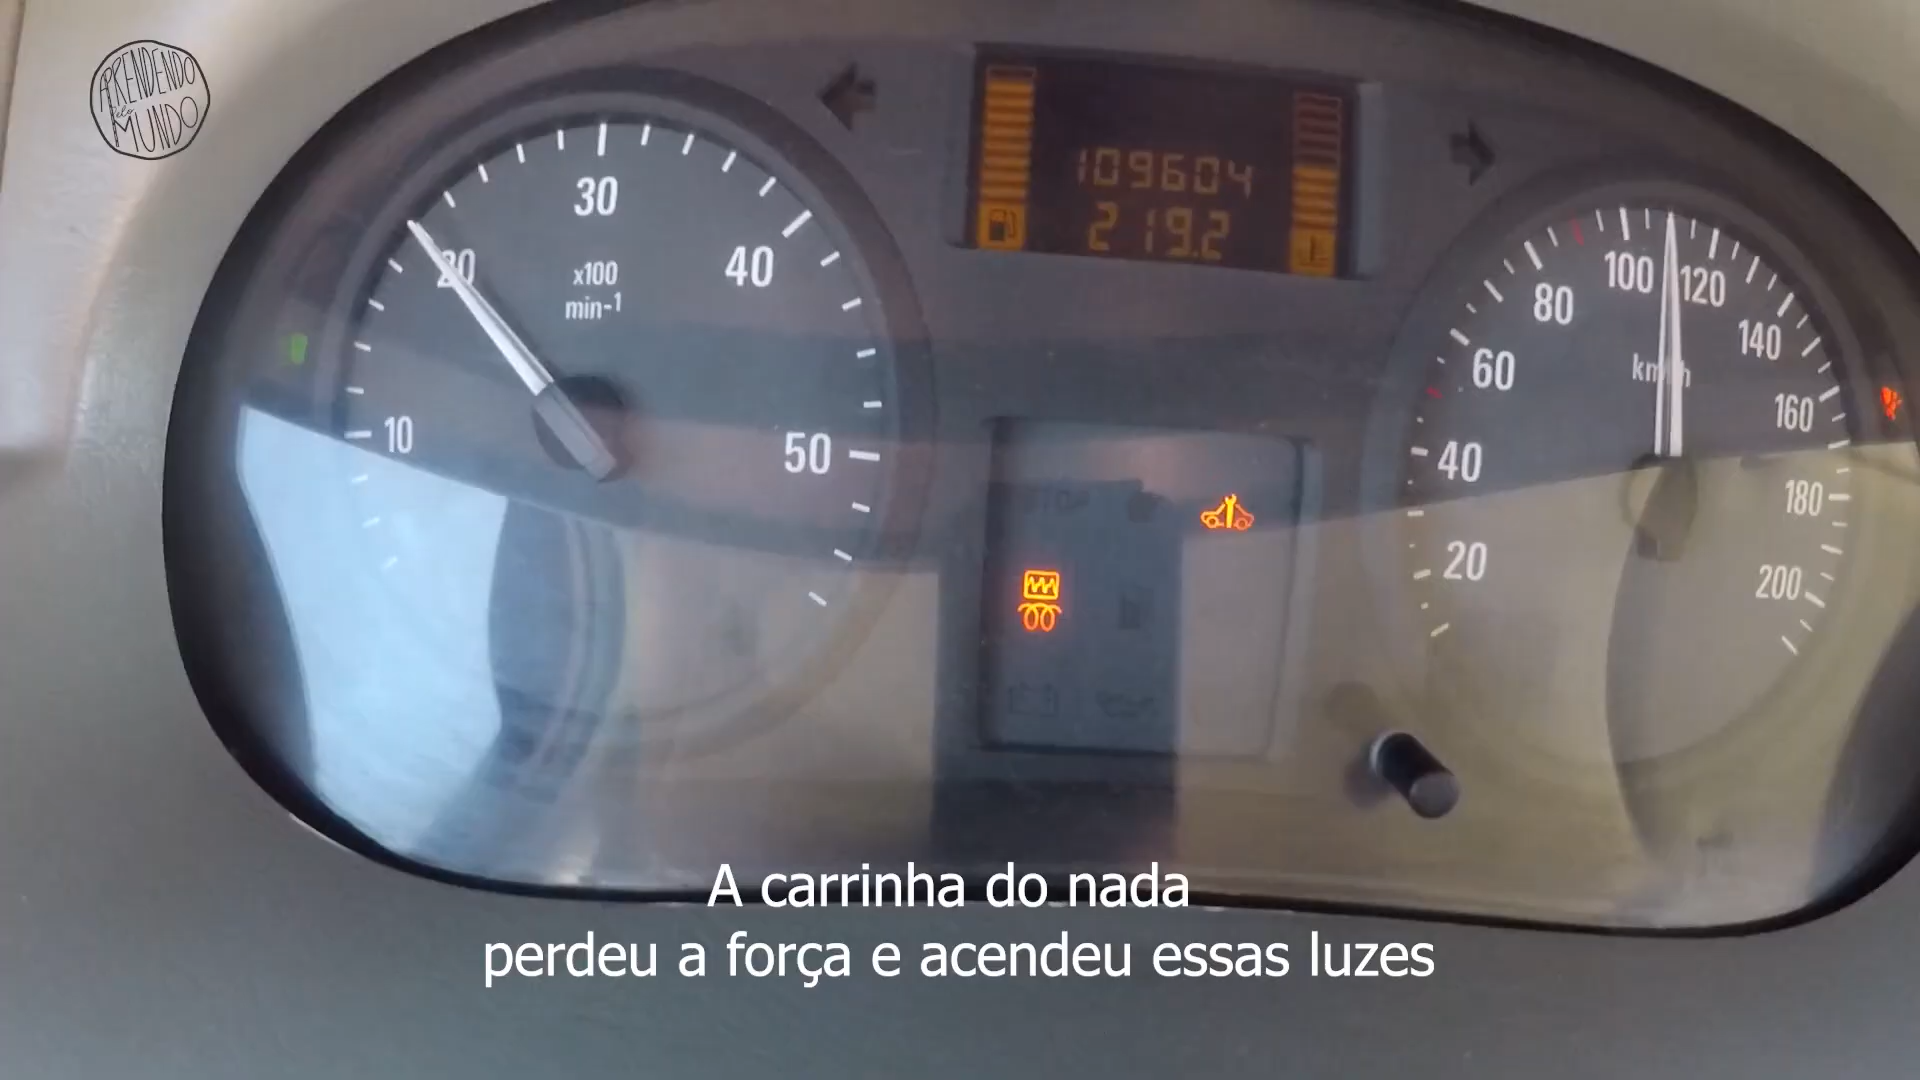 APRENDENDO
pelo
MUNDO
109604
219.2
30
20
40
x100
min-1
10
50
100
120
80
140
60
km/h
160
40
180
20
200
A carrinha do nada
perdeu a força e acendeu essas luzes